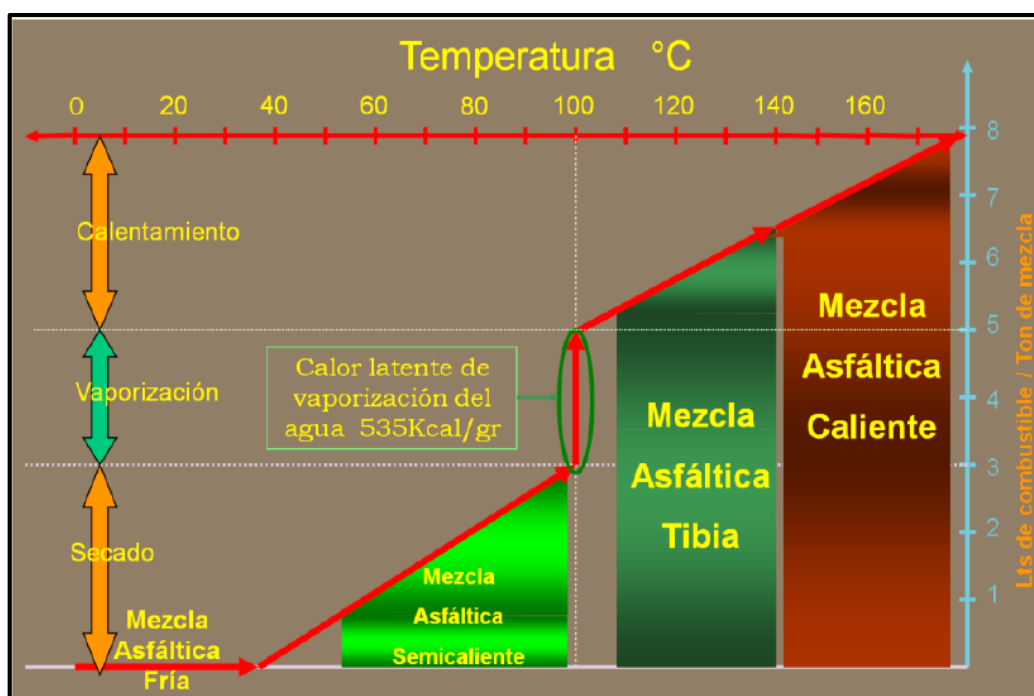 Temperatura °C
0 20 40 60 80 100 120 140 160
8
7
6
5
4
3
2
1
Lts de combustible / Ton de mezcla
Calentamiento
Vaporización
Secado
Calor latente de
vaporización del
agua 535Kcal/gr
Mezcla
Asfáltica
Fría
Mezcla
Asfáltica
Semicaliente
Mezcla
Asfáltica
Tibia
Mezcla
Asfáltica
Caliente